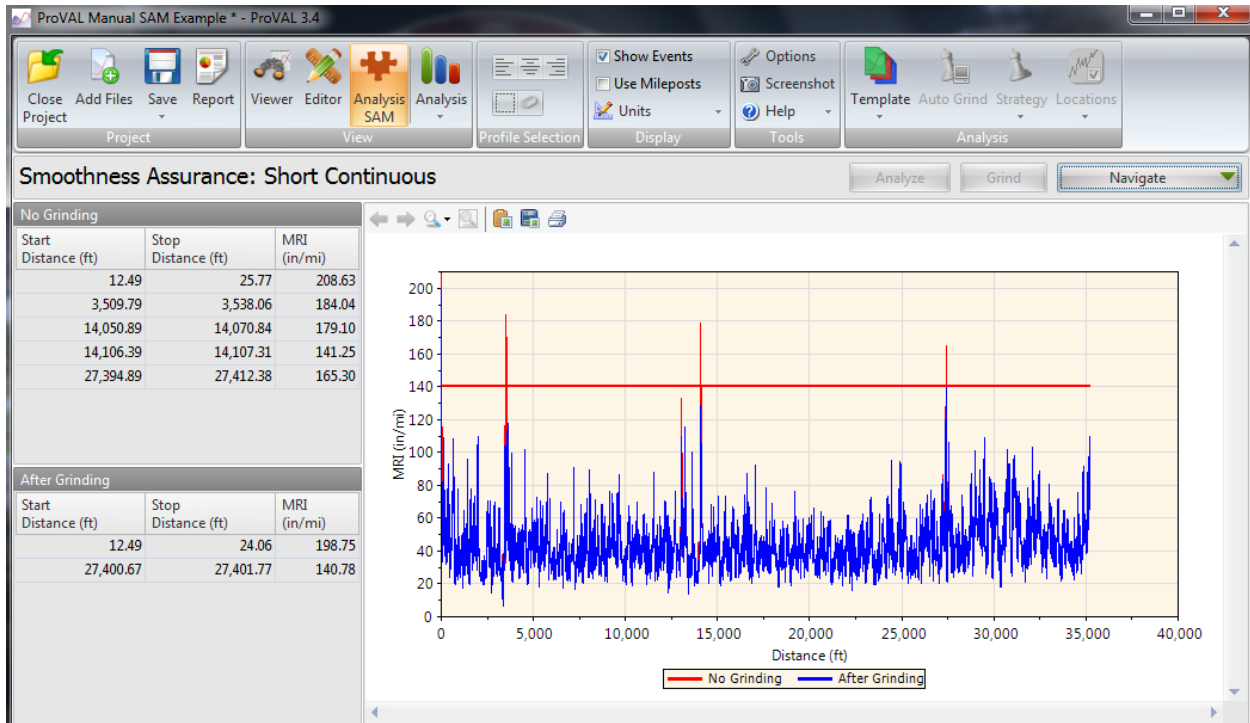 ProVAL Manual SAM Example * - ProVAL 3.4
Close Project Add Files Save Report Viewer Editor Analysis SAM Analysis
Show Events
Use Mileposts
Units
Options
Screenshot
Help
Template Auto Grind Strategy Locations
Project View Profile Selection Display Tools Analysis
Smoothness Assurance: Short Continuous
Analyze Grind Navigate
No Grinding
Start Distance (ft) Stop Distance (ft) MRI (in/mi)
12.49 25.77 208.63
3,509.79 3,538.06 184.04
14,050.89 14,070.84 179.10
14,106.39 14,107.31 141.25
27,394.89 27,412.38 165.30
After Grinding
Start Distance (ft) Stop Distance (ft) MRI (in/mi)
12.49 24.06 198.75
27,400.67 27,401.77 140.78
MRI (in/mi)
200
180
160
140
120
100
80
60
40
20
0
0 5,000 10,000 15,000 20,000 25,000 30,000 35,000 40,000
Distance (ft)
No Grinding After Grinding